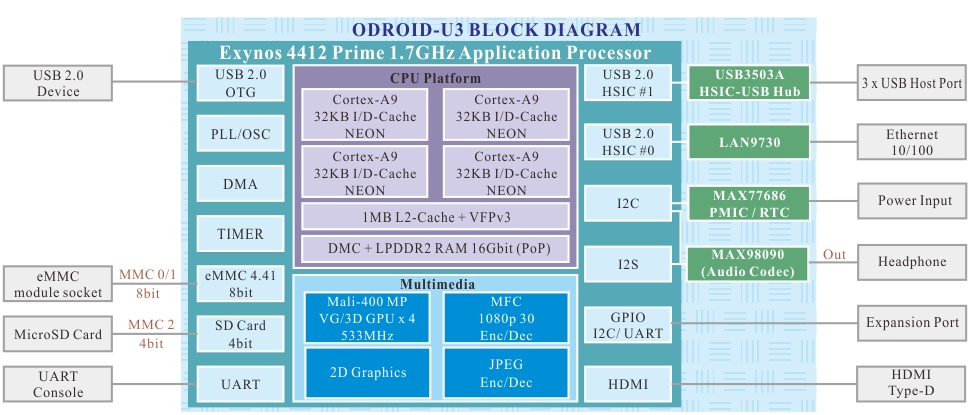 ODROID-U3 BLOCK DIAGRAM
Exynos 4412 Prime 1.7GHz Application Processor
USB 2.0
Device
eMMC
module socket
MMC 0/1
8bit
MicroSD Card
MMC 2
4bit
UART
Console
USB 2.0
OTG
PLL/OSC
DMA
TIMER
eMMC 4.41
8bit
SD Card
4bit
UART
CPU Platform
Cortex-A9
32KB I/D-Cache
NEON
Cortex-A9
32KB I/D-Cache
NEON
Cortex-A9
32KB I/D-Cache
NEON
Cortex-A9
32KB I/D-Cache
NEON
1MB L2-Cache + VFPv3
DMC + LPDDR2 RAM 16Gbit (PoP)
Multimedia
Mali-400 MP
VG/3D GPU x 4
533MHz
MFC
1080p 30
Enc/Dec
2D Graphics
JPEG
Enc/Dec
USB 2.0
HSIC #1
USB 2.0
HSIC #0
I2C
I2S
GPIO
I2C/ UART
HDMI
USB3503A
HSIC-USB Hub
LAN9730
MAX77686
PMIC / RTC
MAX98090
(Audio Codec)
Out
3 x USB Host Port
Ethernet
10/100
Power Input
Headphone
Expansion Port
HDMI
Type-D